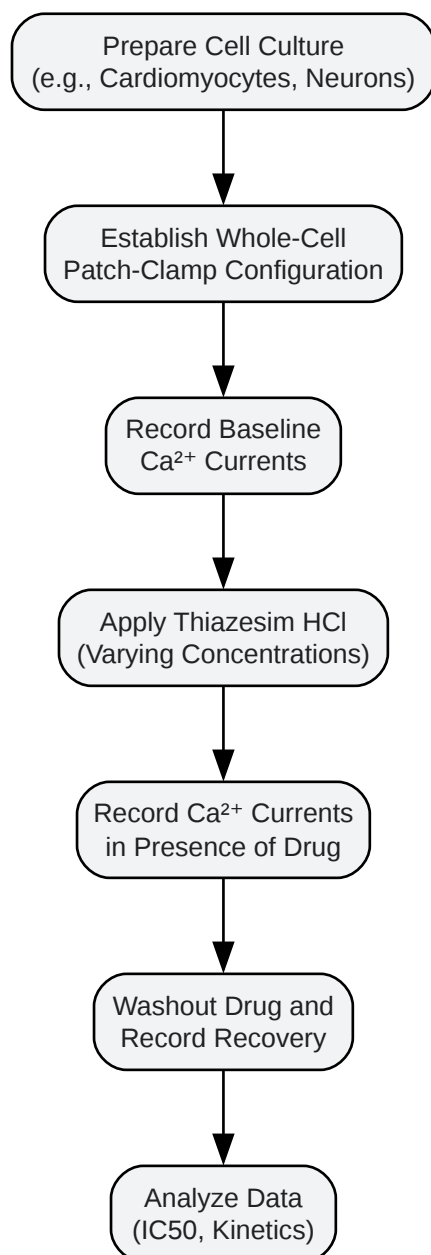 Prepare Cell Culture
(e.g., Cardiomyocytes, Neurons)
Establish Whole-Cell
Patch-Clamp Configuration
Record Baseline
Ca²⁺ Currents
Apply Thiazesim HCl
(Varying Concentrations)
Record Ca²⁺ Currents
in Presence of Drug
Washout Drug and
Record Recovery
Analyze Data
(IC50, Kinetics)